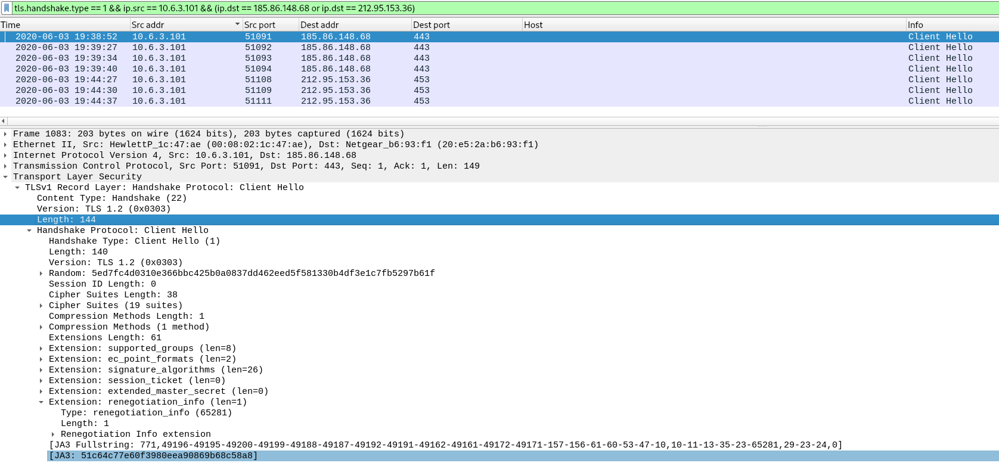 tls.handshake.type == 1 && ip.src == 10.6.3.101 && (ip.dst == 185.86.148.68 or ip.dst == 212.95.153.36)
Time Src addr Src port Dest addr Dest port Host Info
2020-06-03 19:38:52 10.6.3.101 51091 185.86.148.68 443 Client Hello
2020-06-03 19:39:27 10.6.3.101 51092 185.86.148.68 443 Client Hello
2020-06-03 19:39:34 10.6.3.101 51093 185.86.148.68 443 Client Hello
2020-06-03 19:39:40 10.6.3.101 51094 185.86.148.68 443 Client Hello
2020-06-03 19:44:27 10.6.3.101 51108 212.95.153.36 453 Client Hello
2020-06-03 19:44:30 10.6.3.101 51109 212.95.153.36 453 Client Hello
2020-06-03 19:44:37 10.6.3.101 51111 212.95.153.36 453 Client Hello
Frame 1083: 203 bytes on wire (1624 bits), 203 bytes captured (1624 bits)
Ethernet II, Src: HewlettP_1c:47:ae (00:08:02:1c:47:ae), Dst: Netgear_b6:93:f1 (20:e5:2a:b6:93:f1)
Internet Protocol Version 4, Src: 10.6.3.101, Dst: 185.86.148.68
Transmission Control Protocol, Src Port: 51091, Dst Port: 443, Seq: 1, Ack: 1, Len: 149
Transport Layer Security
TLSv1 Record Layer: Handshake Protocol: Client Hello
Content Type: Handshake (22)
Version: TLS 1.2 (0x0303)
Length: 144
Handshake Protocol: Client Hello
Handshake Type: Client Hello (1)
Length: 140
Version: TLS 1.2 (0x0303)
Random: 5ed7fc4d0310e366bbc425b0a0837dd462eed5f581330b4df3e1c7fb5297b61f
Session ID Length: 0
Cipher Suites Length: 38
Cipher Suites (19 suites)
Compression Methods Length: 1
Compression Methods (1 method)
Extensions Length: 61
Extension: supported_groups (len=8)
Extension: ec_point_formats (len=2)
Extension: signature_algorithms (len=26)
Extension: session_ticket (len=0)
Extension: extended_master_secret (len=0)
Extension: renegotiation_info (len=1)
Type: renegotiation_info (65281)
Length: 1
Renegotiation Info extension
[JA3 Fullstring: 771,49196-49195-49200-49199-49188-49187-49192-49191-49162-49161-49172-49171-157-156-61-60-53-47-10,10-11-13-35-23-65281,29-23-24,0]
[JA3: 51c64c77e60f3980eea90869b68c58a8]